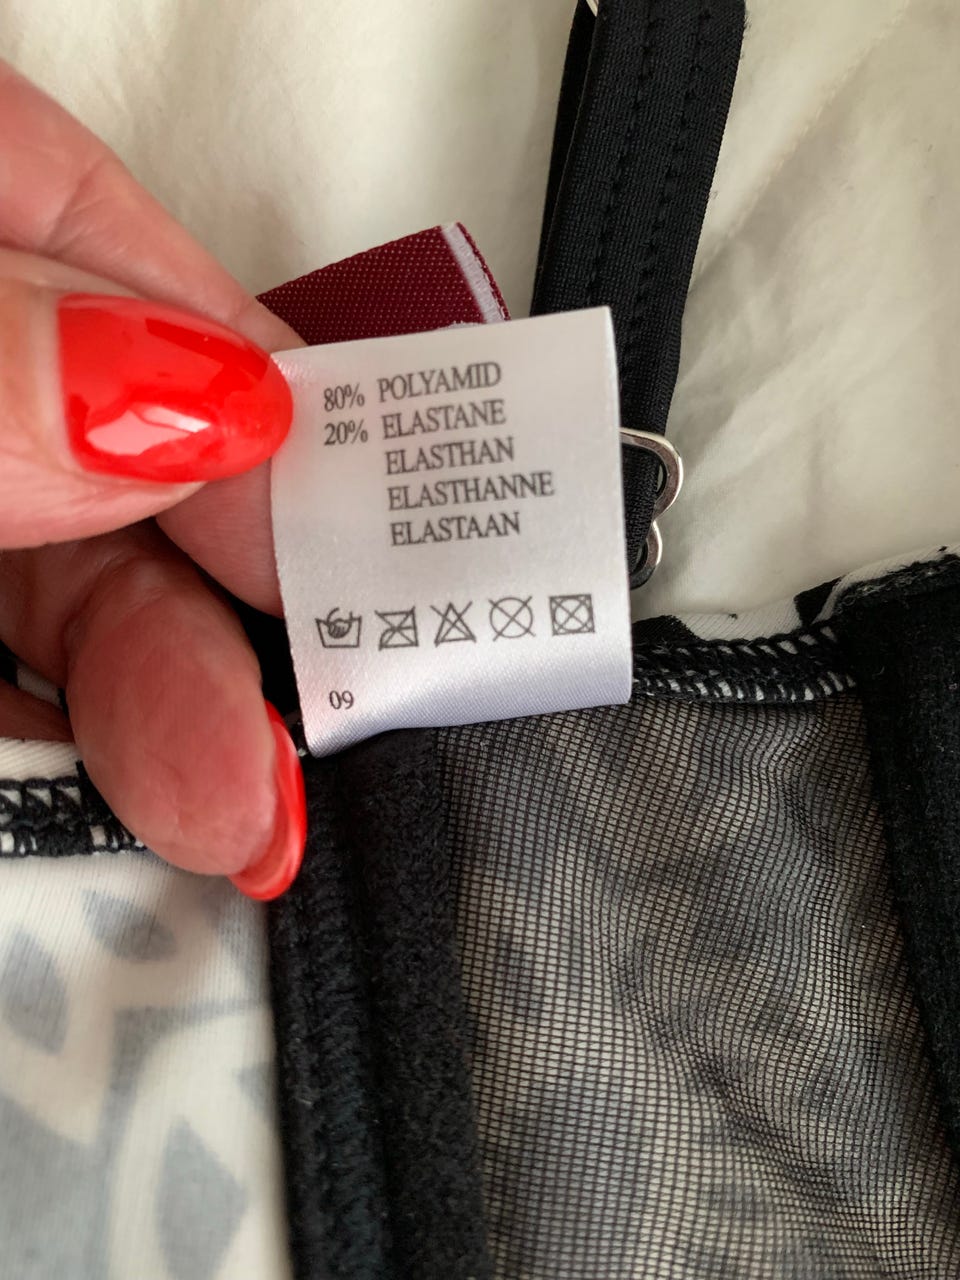 80% POLYAMID
20% ELASTANE
ELASTHAN
ELASTHANNE
ELASTAAN
09